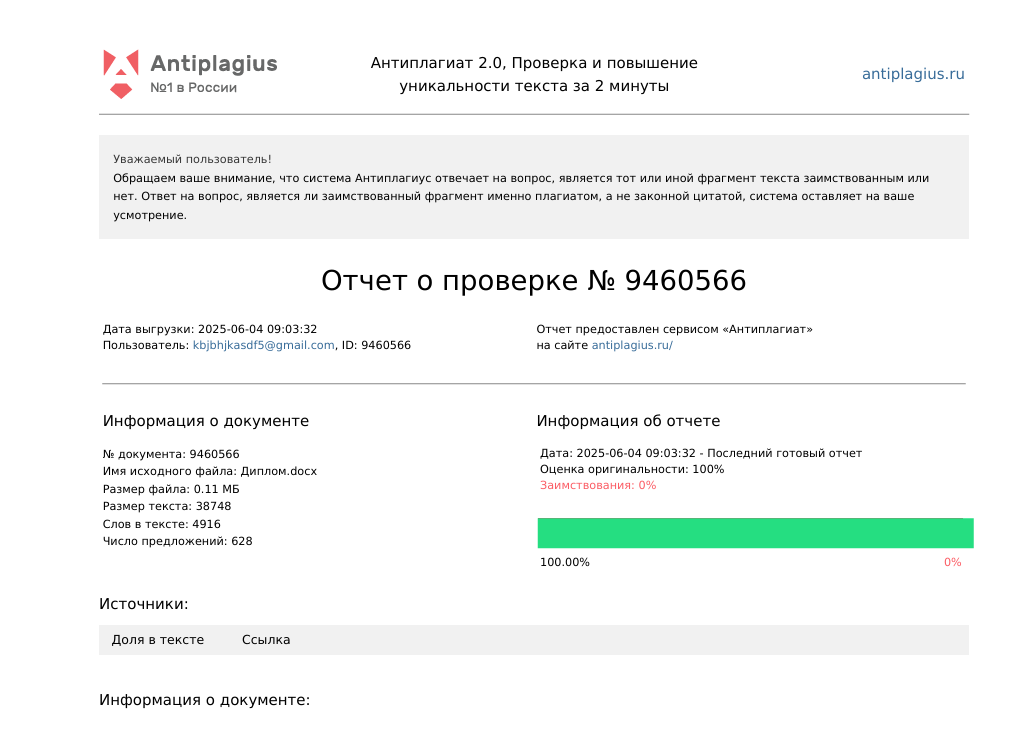 Antiplagius
№1 в России
Антиплагиат 2.0, Проверка и повышение
уникальности текста за 2 минуты
antiplagius.ru
Уважаемый пользователь!
Обращаем ваше внимание, что система Антиплагиус отвечает на вопрос, является тот или иной фрагмент текста заимствованным или
нет. Ответ на вопрос, является ли заимствованный фрагмент именно плагиатом, а не законной цитатой, система оставляет на ваше
усмотрение.
Отчет о проверке № 9460566
Дата выгрузки: 2025-06-04 09:03:32
Пользователь: kbjbhjkasdf5@gmail.com, ID: 9460566
Отчет предоставлен сервисом «Антиплагиат»
на сайте antiplagius.ru/
Информация о документе
№ документа: 9460566
Имя исходного файла: Диплом.docx
Размер файла: 0.11 МБ
Размер текста: 38748
Слов в тексте: 4916
Число предложений: 628
Информация об отчете
Дата: 2025-06-04 09:03:32 - Последний готовый отчет
Оценка оригинальности: 100%
Заимствования: 0%
100.00% 0%
Источники:
Доля в тексте Ссылка
Информация о документе: